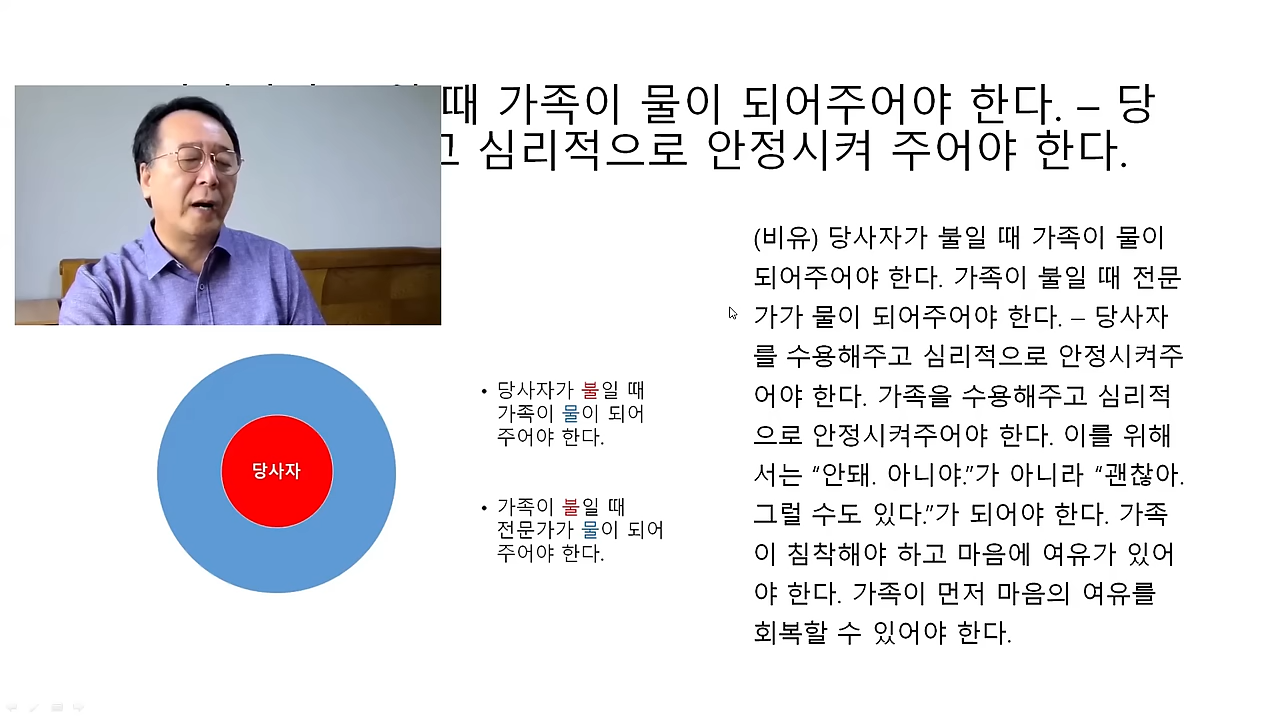 때 가족이 물이 되어주어야 한다. – 당
심리적으로 안정시켜 주어야 한다.
(비유) 당사자가 불일 때 가족이 물이
되어주어야 한다. 가족이 불일 때 전문
가가 물이 되어주어야 한다. – 당사자
를 수용해주고 심리적으로 안정시켜주
어야 한다. 가족을 수용해주고 심리적
으로 안정시켜주어야 한다. 이를 위해
서는 “안돼. 아니야.”가 아니라 “괜찮아.
그럴 수도 있다.”가 되어야 한다. 가족
이 침착해야 하고 마음에 여유가 있어
야 한다. 가족이 먼저 마음의 여유를
회복할 수 있어야 한다.
• 당사자가 불일 때
가족이 물이 되어
주어야 한다.
• 가족이 불일 때
전문가가 물이 되어
주어야 한다.
당사자